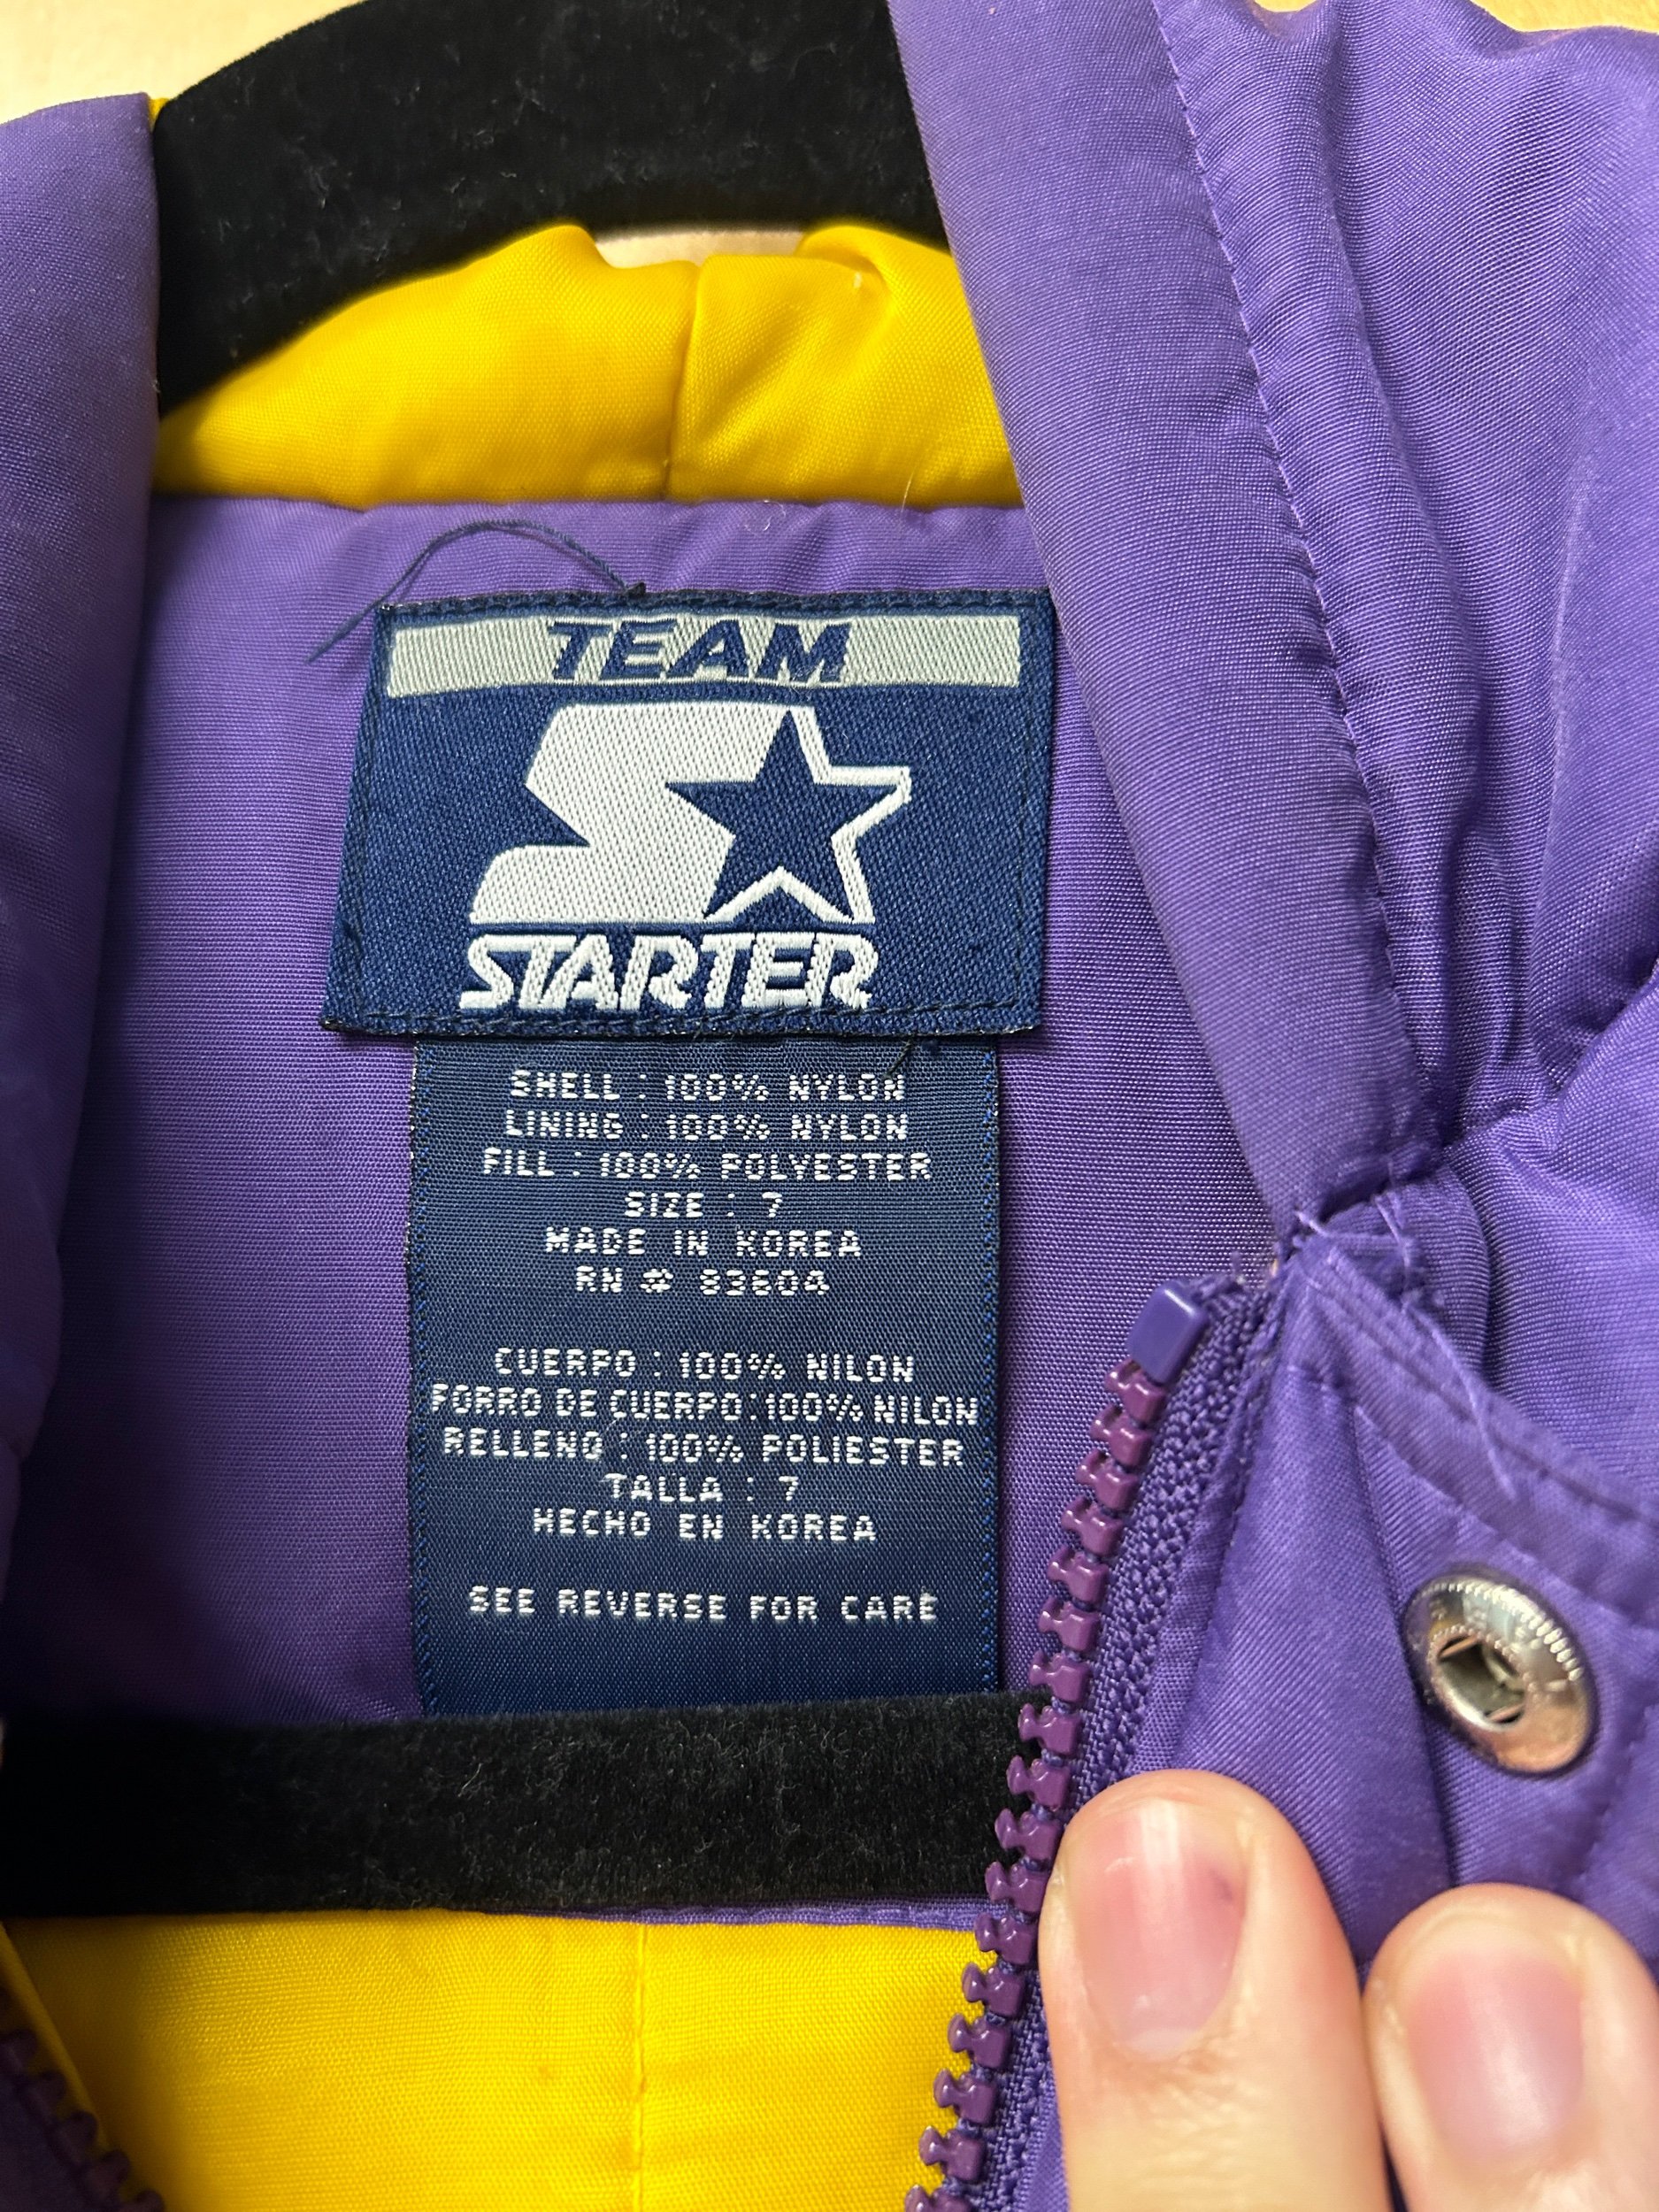 TEAM
STARTER
SHELL : 100% NYLON
LINING : 100% NYLON
FILL : 100% POLYESTER
SIZE : 7
MADE IN KOREA
RN # 83604
CUERPO : 100% NILON
FORRO DE CUERPO : 100% NILON
RELLENO : 100% POLIESTER
TALLA : 7
HECHO EN KOREA
SEE REVERSE FOR CARE